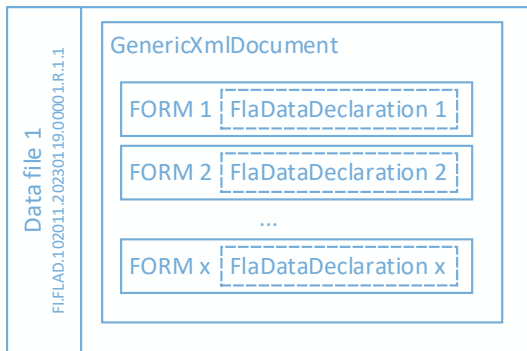 Data file 1
FI.FLAD.102011.20230119.00001.R.1.1
GenericXmlDocument
FORM 1 FlaDataDeclaration 1
FORM 2 FlaDataDeclaration 2
...
FORM x FlaDataDeclaration x